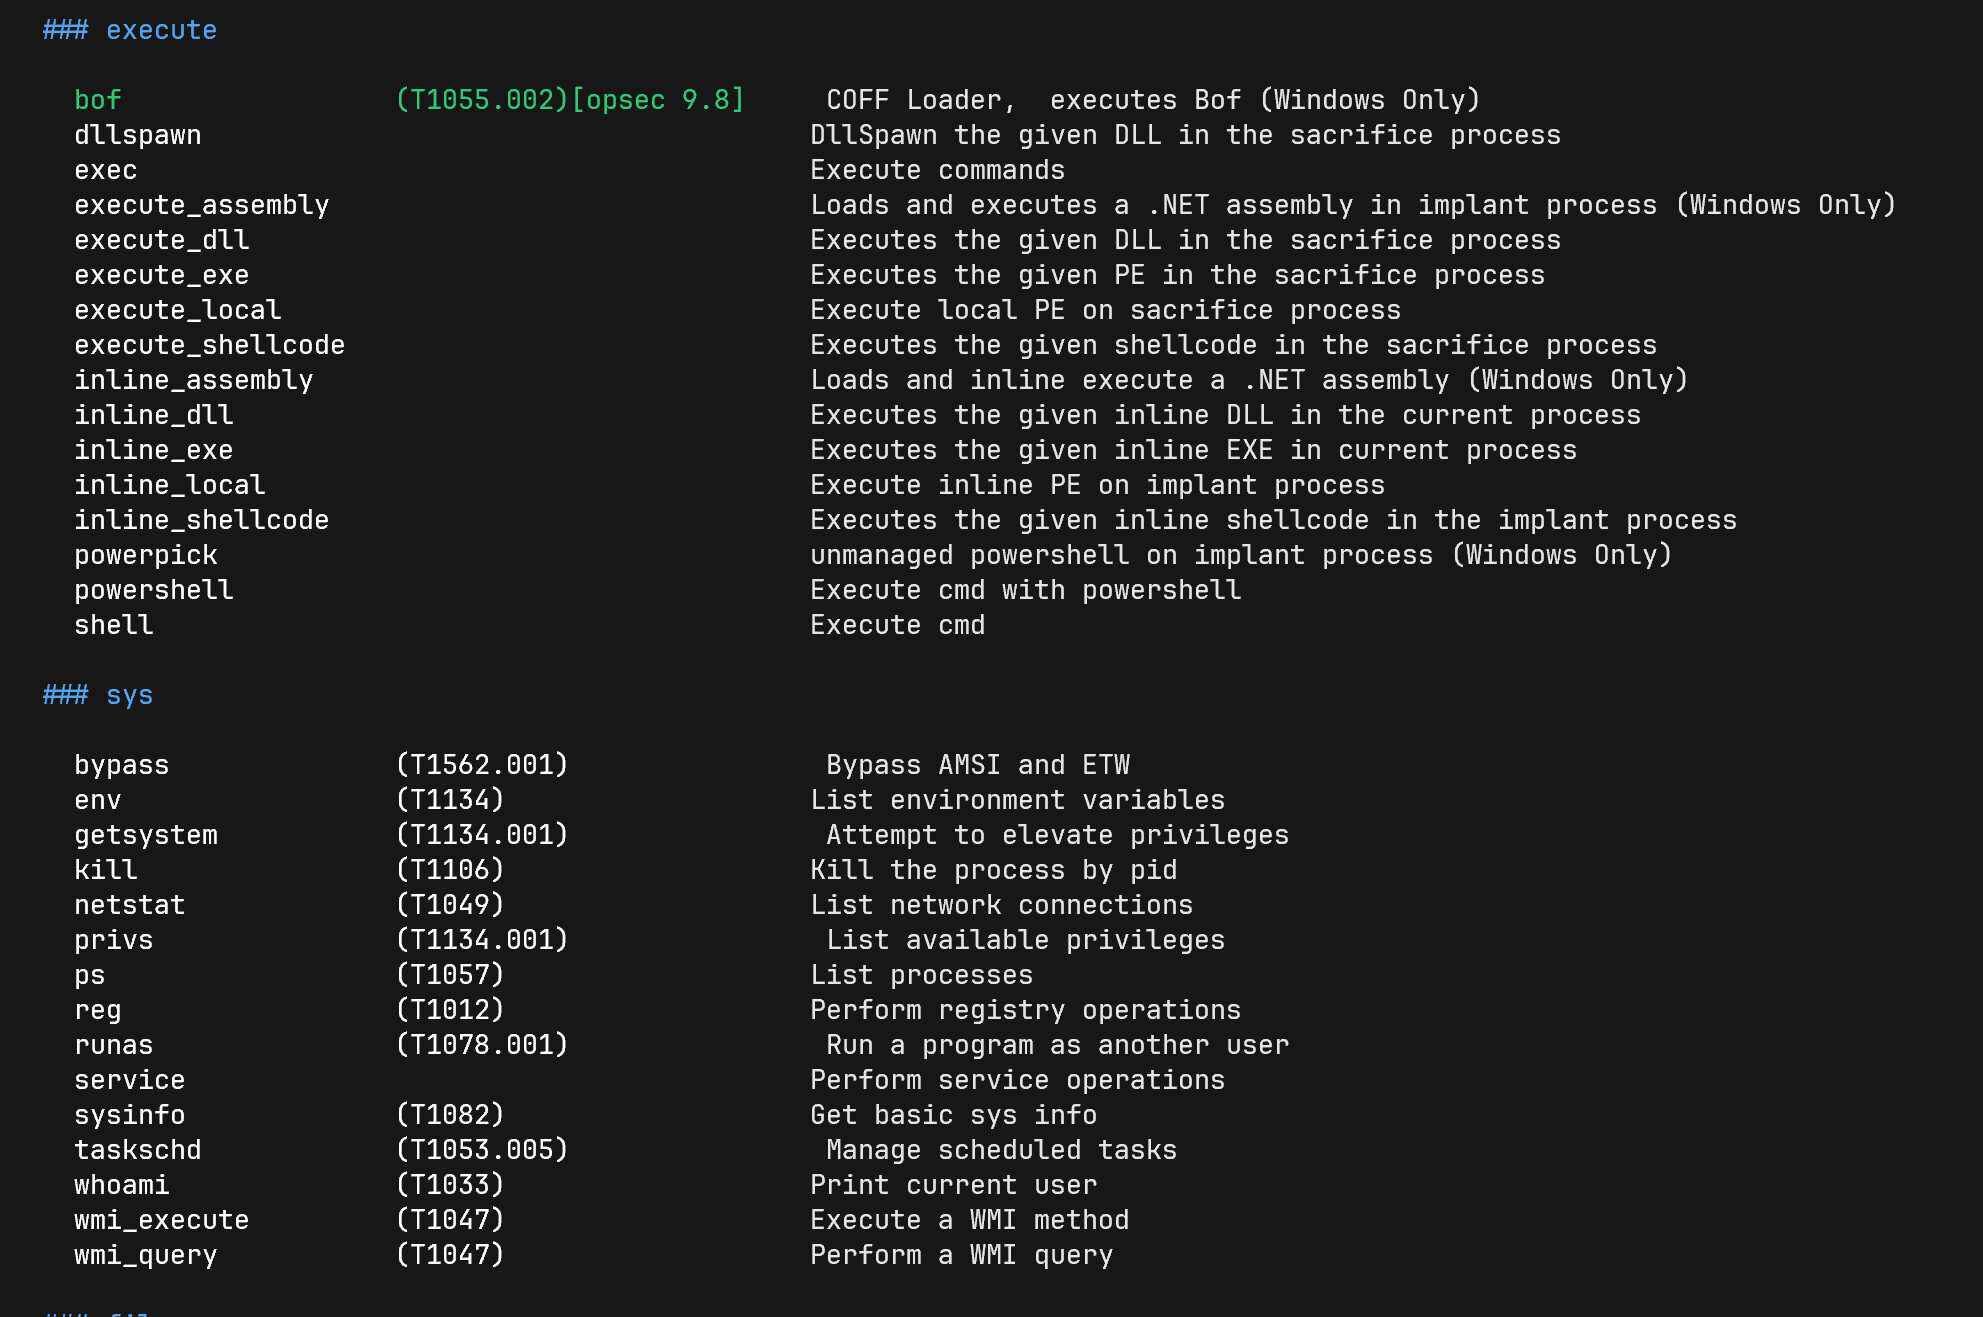 ### execute
bof (T1055.002)[opsec 9.8] COFF Loader, executes Bof (Windows Only)
dllspawn DllSpawn the given DLL in the sacrifice process
exec Execute commands
execute_assembly Loads and executes a .NET assembly in implant process (Windows Only)
execute_dll Executes the given DLL in the sacrifice process
execute_exe Executes the given PE in the sacrifice process
execute_local Execute local PE on sacrifice process
execute_shellcode Executes the given shellcode in the sacrifice process
inline_assembly Loads and inline execute a .NET assembly (Windows Only)
inline_dll Executes the given inline DLL in the current process
inline_exe Executes the given inline EXE in current process
inline_local Execute inline PE on implant process
inline_shellcode Executes the given inline shellcode in the implant process
powerpick unmanaged powershell on implant process (Windows Only)
powershell Execute cmd with powershell
shell Execute cmd
### sys
bypass (T1562.001) Bypass AMSI and ETW
env (T1134) List environment variables
getsystem (T1134.001) Attempt to elevate privileges
kill (T1106) Kill the process by pid
netstat (T1049) List network connections
privs (T1134.001) List available privileges
ps (T1057) List processes
reg (T1012) Perform registry operations
runas (T1078.001) Run a program as another user
service Perform service operations
sysinfo (T1082) Get basic sys info
taskschd (T1053.005) Manage scheduled tasks
whoami (T1033) Print current user
wmi_execute (T1047) Execute a WMI method
wmi_query (T1047) Perform a WMI query